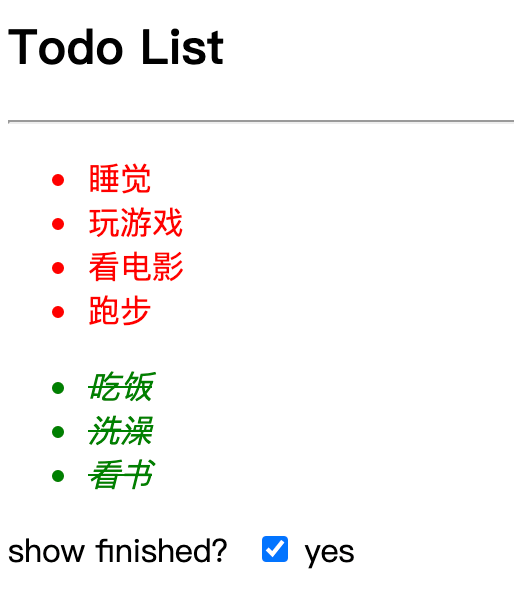 Todo List
睡觉
玩游戏
看电影
跑步
吃饭
洗澡
看书
show finished? yes